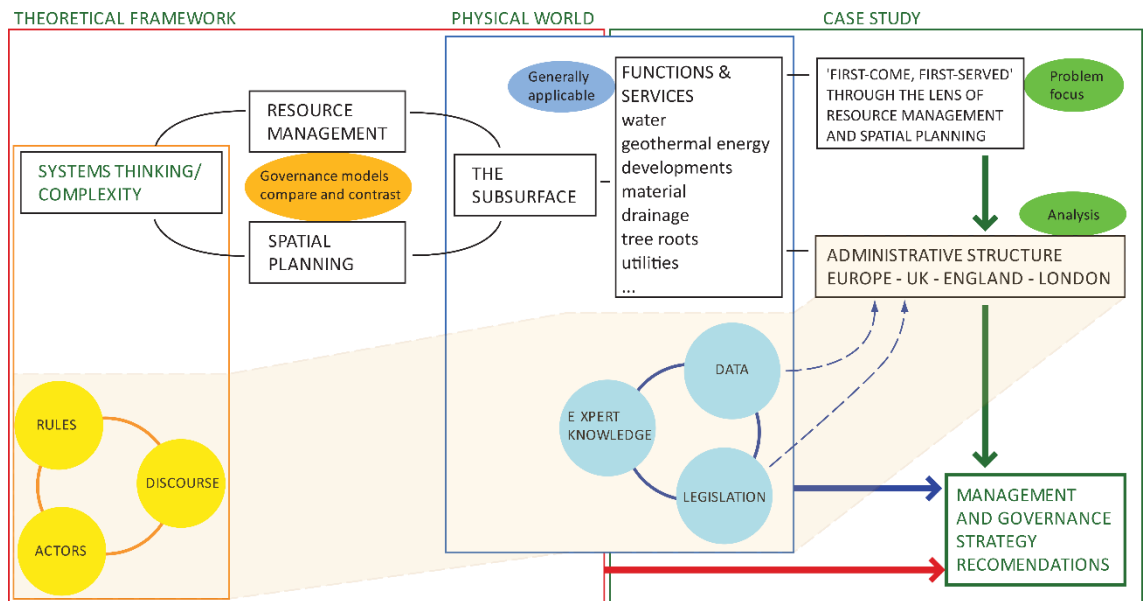 THEORETICAL FRAMEWORK
PHYSICAL WORLD
CASE STUDY
SYSTEMS THINKING/
COMPLEXITY
RESOURCE
MANAGEMENT
Governance models
compare and contrast
SPATIAL
PLANNING
THE
SUBSURFACE
Generally
applicable
FUNCTIONS &
SERVICES
water
geothermal energy
developments
material
drainage
tree roots
utilities
...
'FIRST-COME, FIRST-SERVED'
THROUGH THE LENS OF
RESOURCE MANAGEMENT
AND SPATIAL PLANNING
Problem
focus
Analysis
ADMINISTRATIVE STRUCTURE
EUROPE - UK - ENGLAND - LONDON
RULES
DISCOURSE
ACTORS
DATA
E XPERT
KNOWLEDGE
LEGISLATION
MANAGEMENT
AND GOVERNANCE
STRATEGY
RECOMENDATIONS